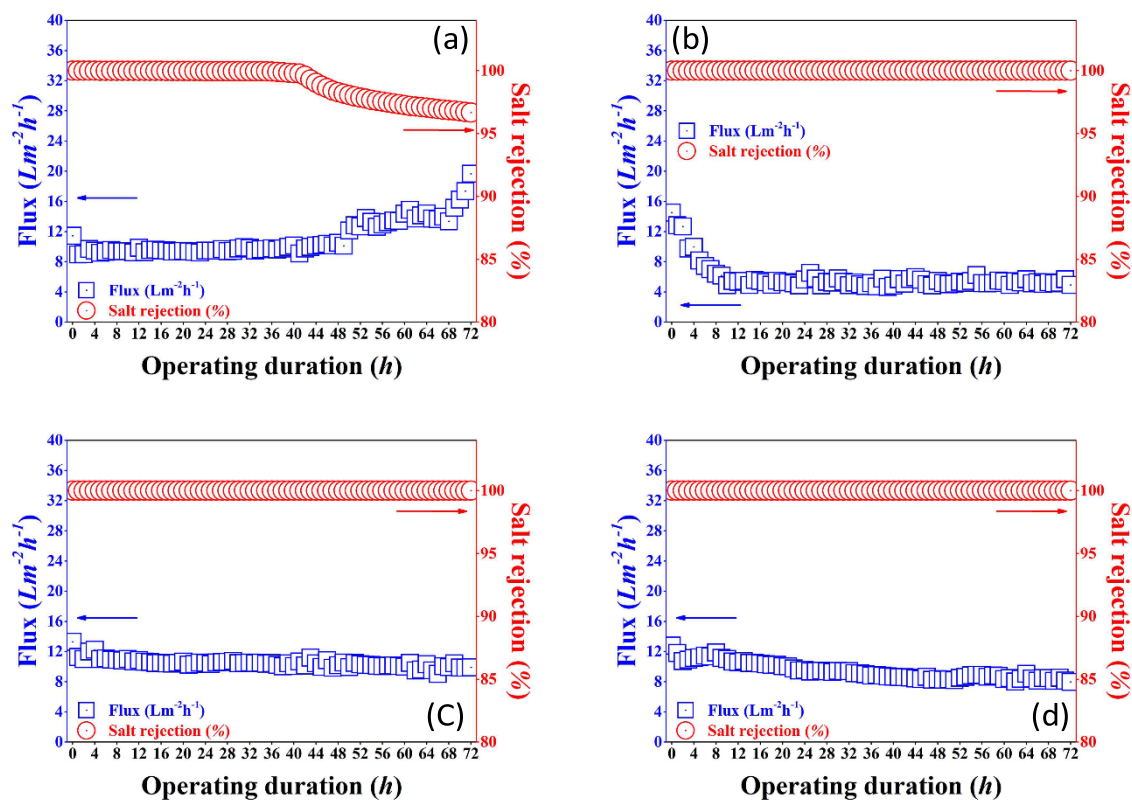 (a)
40
36
32
28
24
20
16
12
8
4
0
Flux (Lm⁻²h⁻¹)
100
95
90
85
80
Salt rejection (%)
Flux (Lm⁻²h⁻¹)
Salt rejection (%)
0 4 8 12 16 20 24 28 32 36 40 44 48 52 56 60 64 68 72
Operating duration (h)
(b)
40
36
32
28
24
20
16
12
8
4
0
Flux (Lm⁻²h⁻¹)
100
95
90
85
80
Salt rejection (%)
Flux (Lm⁻²h⁻¹)
Salt rejection (%)
0 4 8 12 16 20 24 28 32 36 40 44 48 52 56 60 64 68 72
Operating duration (h)
40
36
32
28
24
20
16
12
8
4
0
Flux (Lm⁻²h⁻¹)
100
95
90
85
80
Salt rejection (%)
Flux (Lm⁻²h⁻¹)
Salt rejection (%)
(C)
0 4 8 12 16 20 24 28 32 36 40 44 48 52 56 60 64 68 72
Operating duration (h)
40
36
32
28
24
20
16
12
8
4
0
Flux (Lm⁻²h⁻¹)
100
95
90
85
80
Salt rejection (%)
Flux (Lm⁻²h⁻¹)
Salt rejection (%)
(d)
0 4 8 12 16 20 24 28 32 36 40 44 48 52 56 60 64 68 72
Operating duration (h)